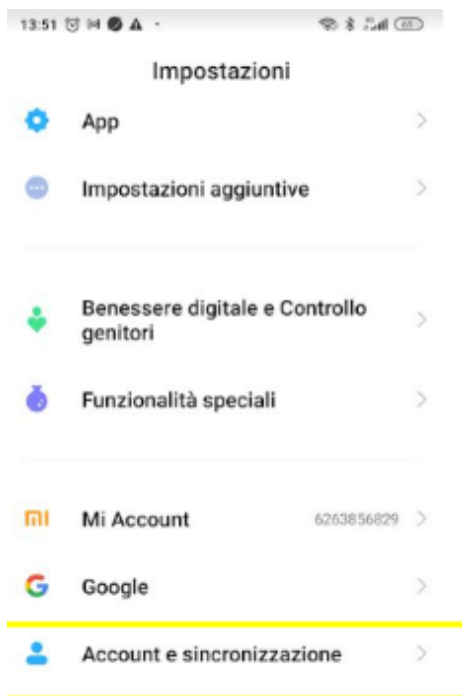 13:51
Impostazioni
App
Impostazioni aggiuntive
Benessere digitale e Controllo
genitori
Funzionalità speciali
Mi Account 6263856829
Google
Account e sincronizzazione